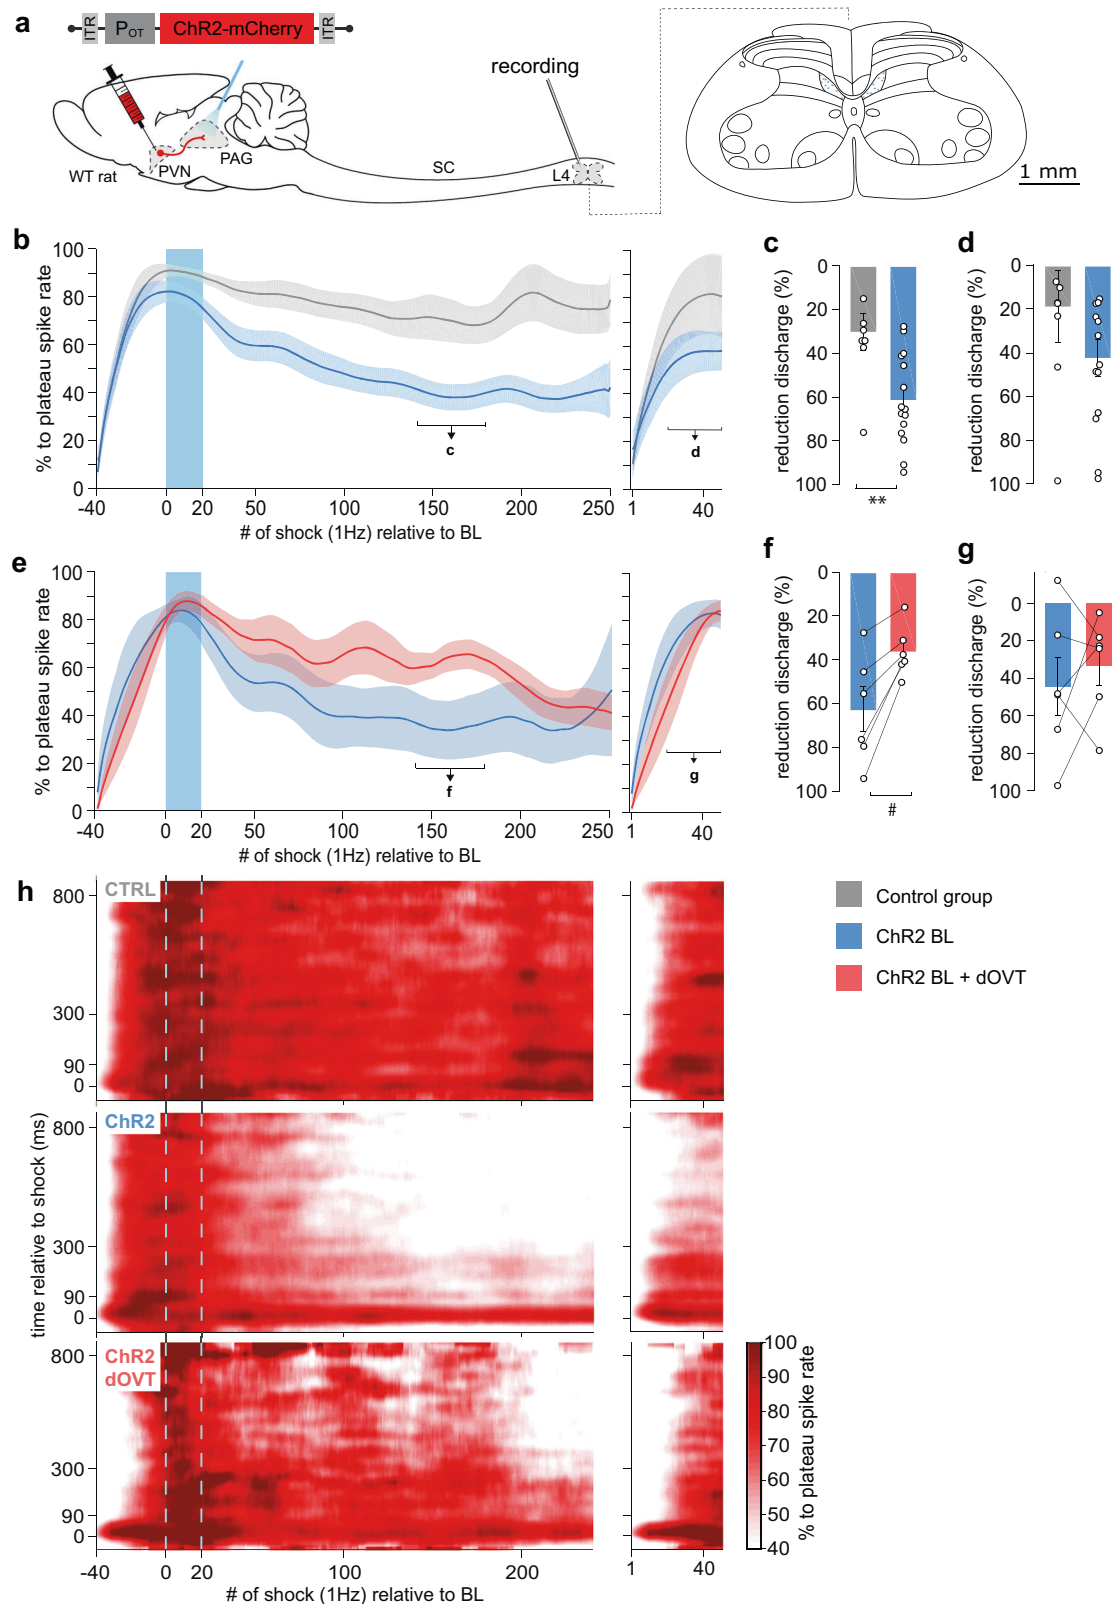 a
ITR
POT
ChR2-mCherry
ITR
recording
WT rat
PVN
PAG
SC
L4
1 mm
b
% to plateau spike rate
100
80
60
40
20
0
c
-40
0
20
50
100
150
200
250
# of shock (1Hz) relative to BL
d
1
40
c
reduction discharge (%)
0
20
40
60
80
100
**
d
reduction discharge (%)
0
20
40
60
80
100
e
% to plateau spike rate
100
80
60
40
20
0
f
-40
0
20
50
100
150
200
250
# of shock (1Hz) relative to BL
g
1
40
f
reduction discharge (%)
0
20
40
60
80
100
#
g
reduction discharge (%)
0
20
40
60
80
100
h
time relative to shock (ms)
CTRL
800
300
90
0
ChR2
800
300
90
0
ChR2
dOVT
800
300
90
0
-40
0
20
100
200
# of shock (1Hz) relative to BL
1
40
100
90
80
70
60
50
40
% to plateau spike rate
Control group
ChR2 BL
ChR2 BL + dOVT